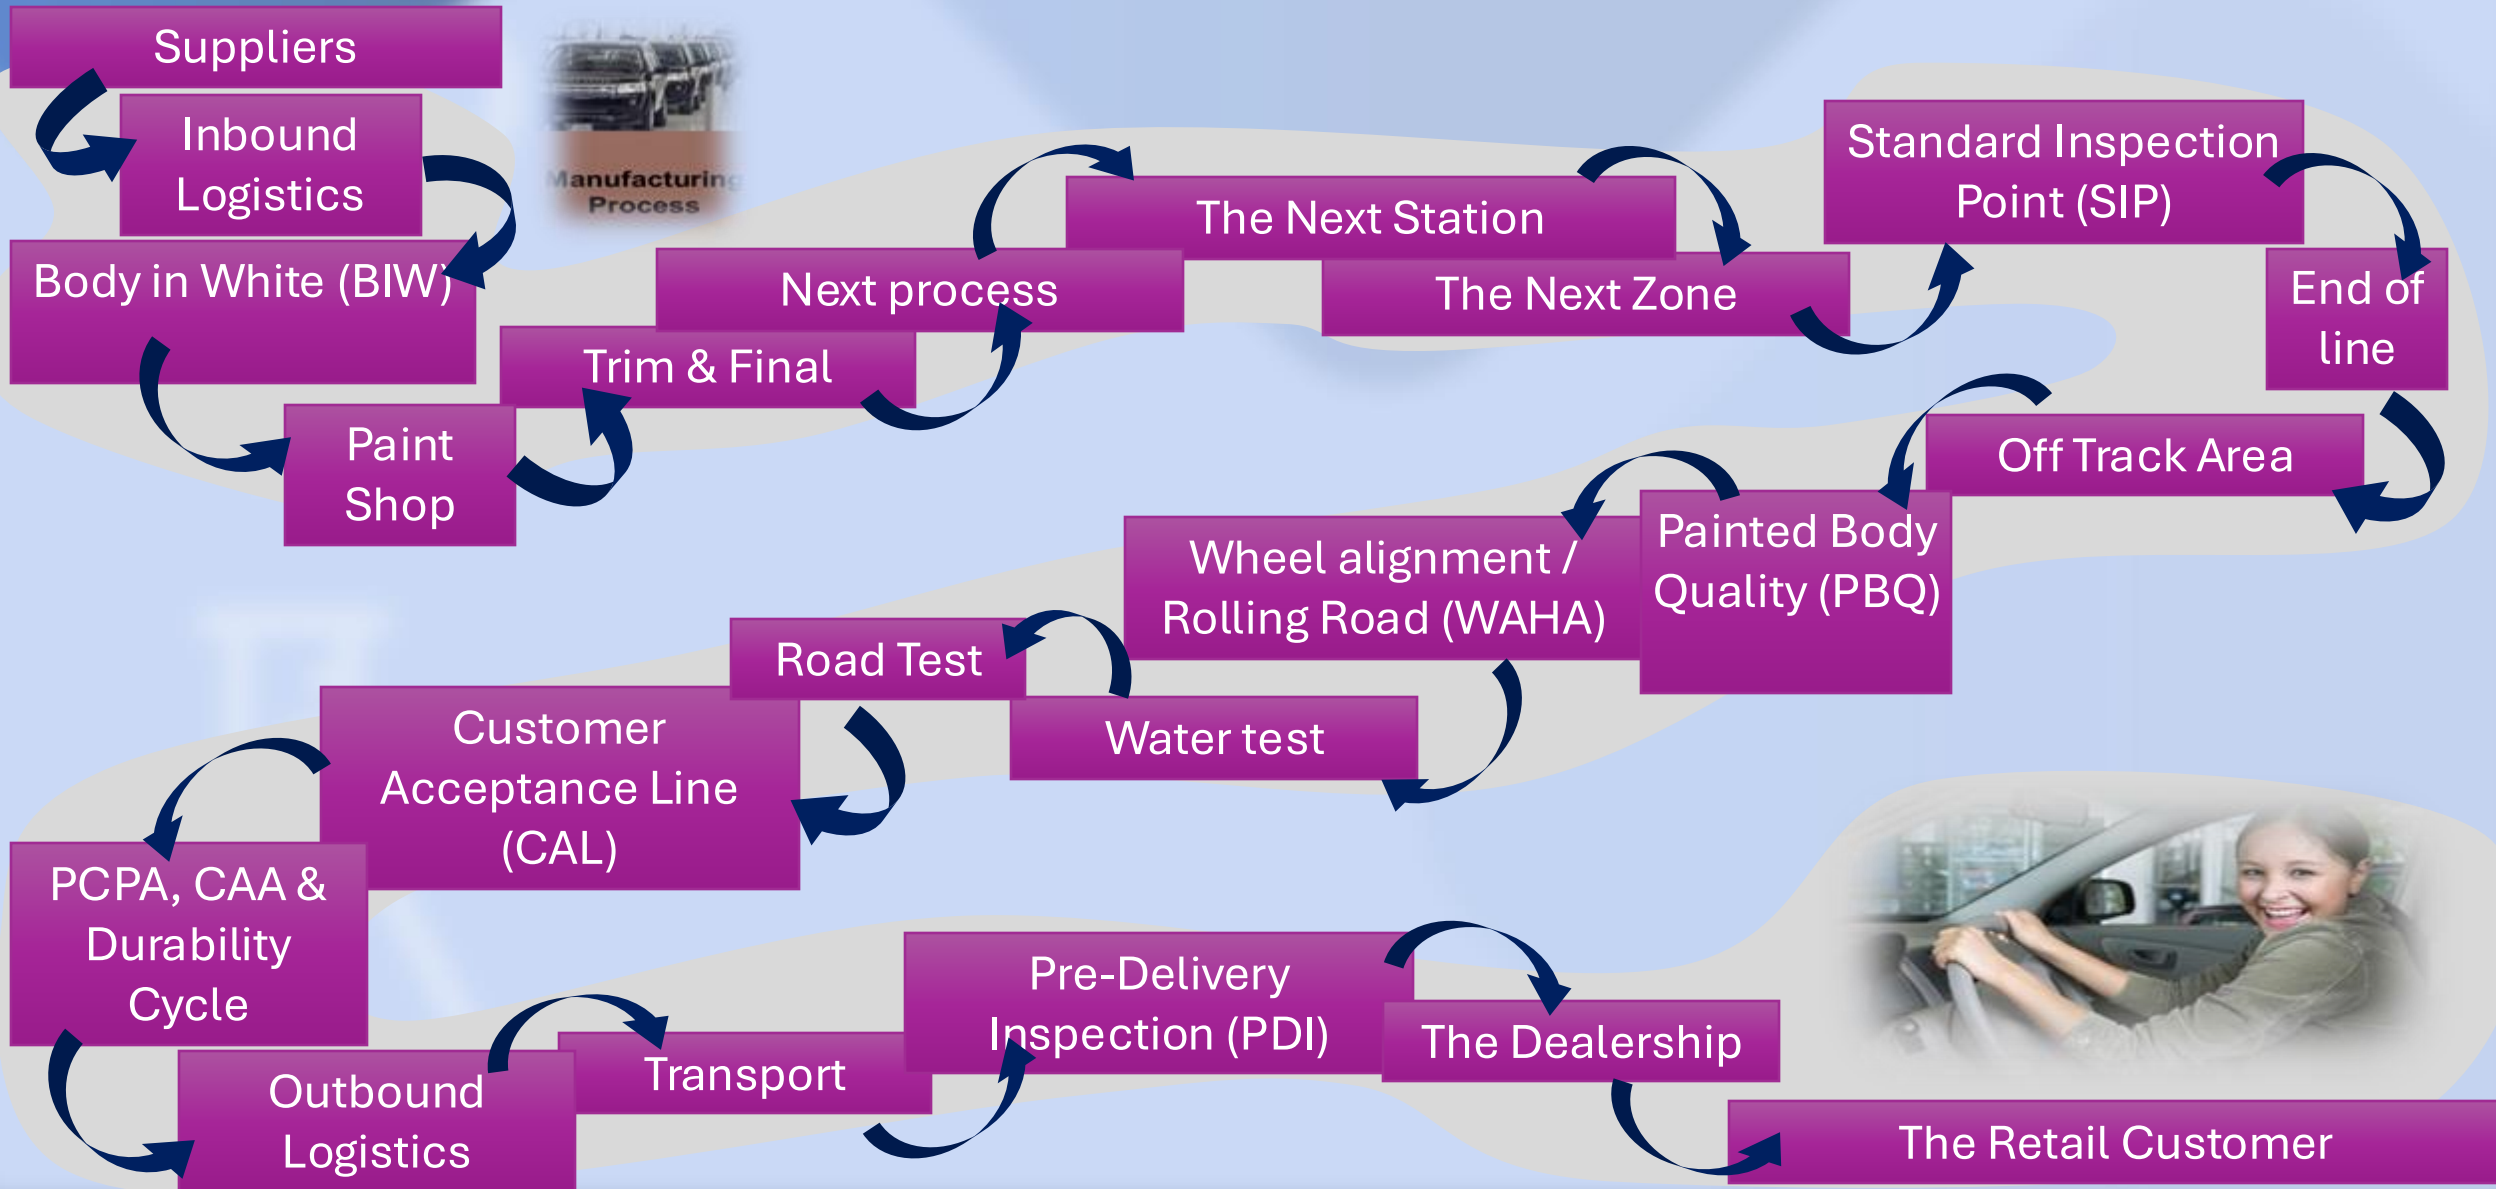 Suppliers
Inbound
Logistics
Body in White (BIW)
Paint
Shop
Trim & Final
Manufacturing
Process
Next process
The Next Station
The Next Zone
Standard Inspection
Point (SIP)
End of
line
Off Track Area
Painted Body
Quality (PBQ)
Wheel alignment /
Rolling Road (WAHA)
Water test
Road Test
Customer
Acceptance Line
(CAL)
PCPA, CAA &
Durability
Cycle
Outbound
Logistics
Transport
Pre-Delivery
Inspection (PDI)
The Dealership
The Retail Customer